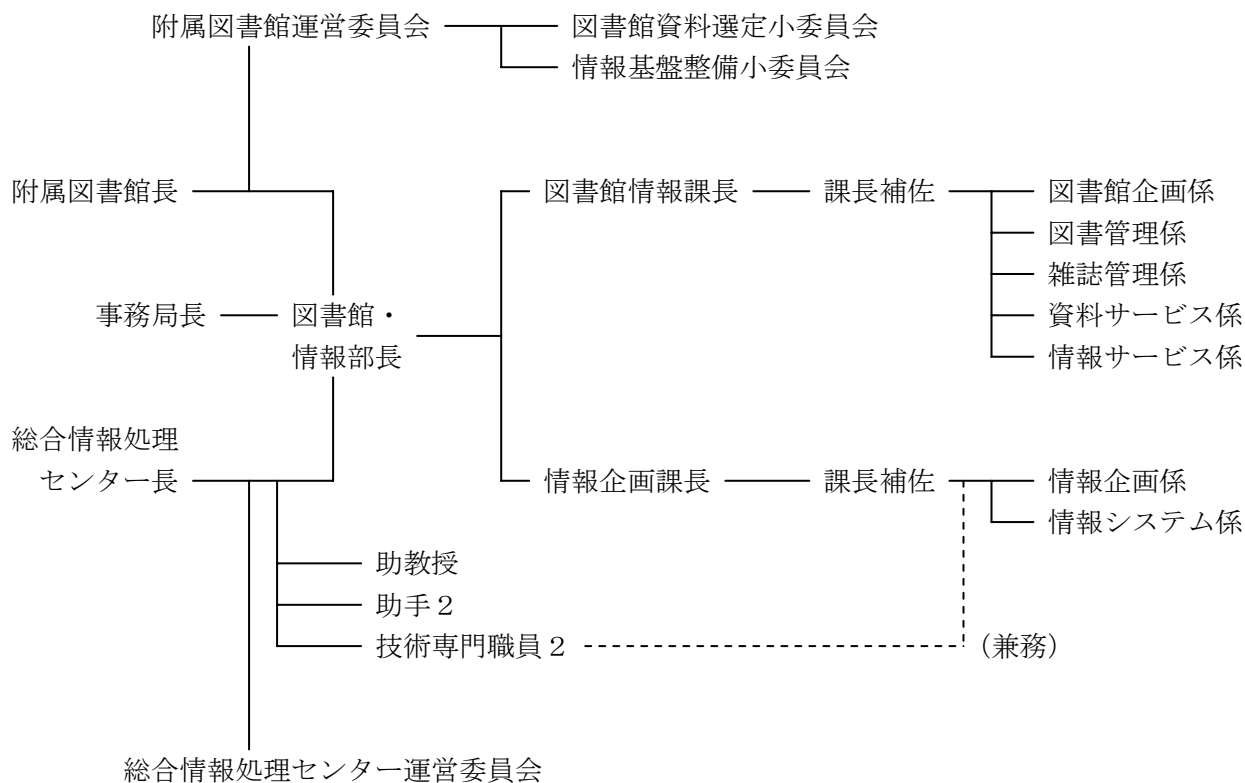 附属図書館運営委員会
図書館資料選定小委員会
情報基盤整備小委員会
附属図書館長
図書館情報課長
課長補佐
図書館企画係
図書管理係
雑誌管理係
資料サービス係
情報サービス係
事務局長
図書館・
情報部長
総合情報処理
センター長
情報企画課長
課長補佐
情報企画係
情報システム係
助教授
助手2
技術専門職員2
(兼務)
総合情報処理センター運営委員会